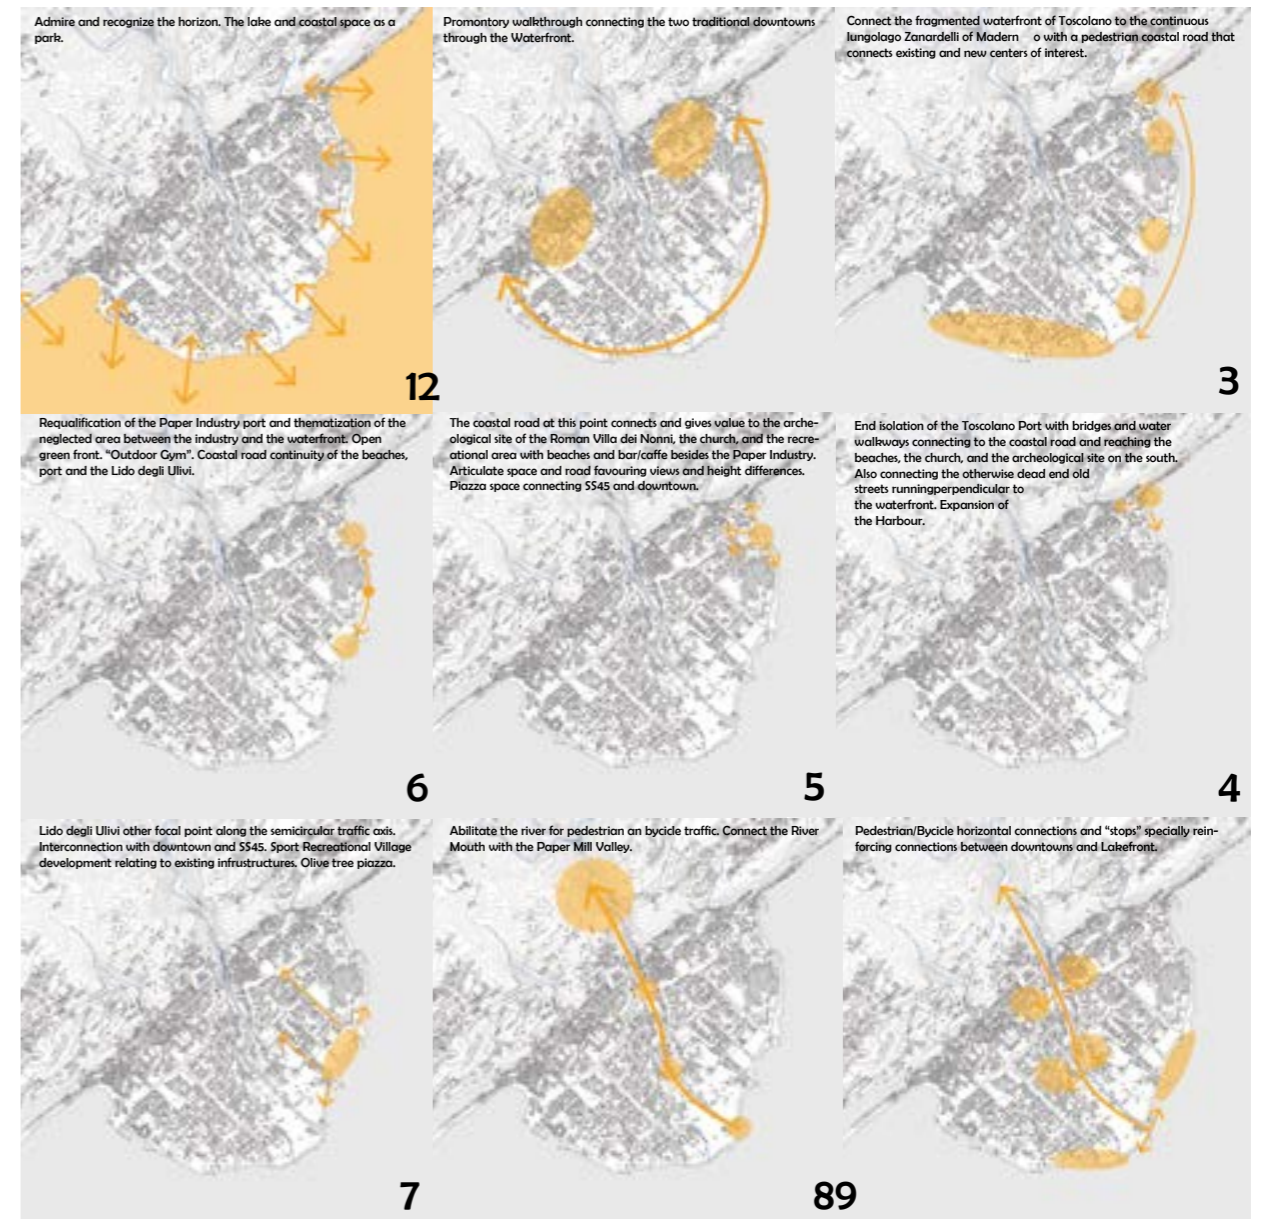 Admire and recognize the horizon. The lake and coastal space as a
park.
Promontory walkthrough connecting the two traditional downtowns
through the Waterfront.
12
Connect the fragmented waterfront of Toscolano to the continuous
lungolago Zanardelli of Madern o with a pedestrian coastal road that
connects existing and new centers of interest.
3
Requalification of the Paper Industry port and thematization of the
neglected area between the industry and the waterfront. Open
green front. “Outdoor Gym”. Coastal road continuity of the beaches,
port and the Lido degli Ulivi.
6
The coastal road at this point connects and gives value to the arche-
ological site of the Roman Villa dei Nonni, the church, and the recre-
ational area with beaches and bar/caffe besides the Paper Industry.
Articulate space and road favouring views and height differences.
Piazza space connecting SS45 and downtown.
5
End isolation of the Toscolano Port with bridges and water
walkways connecting to the coastal road and reaching the
beaches, the church, and the archeological site on the south.
Also connecting the otherwise dead end old
streets runningperpendicular to
the waterfront. Expansion of
the Harbour.
4
Lido degli Ulivi other focal point along the semicircular traffic axis.
Interconnection with downtown and SS45. Sport Recreational Village
development relating to existing infrustructures. Olive tree piazza.
7
Abilitate the river for pedestrian an bycicle traffic. Connect the River
Mouth with the Paper Mill Valley.
89
Pedestrian/Bycicle horizontal connections and “stops” specially rein-
forcing connections between downtowns and Lakefront.